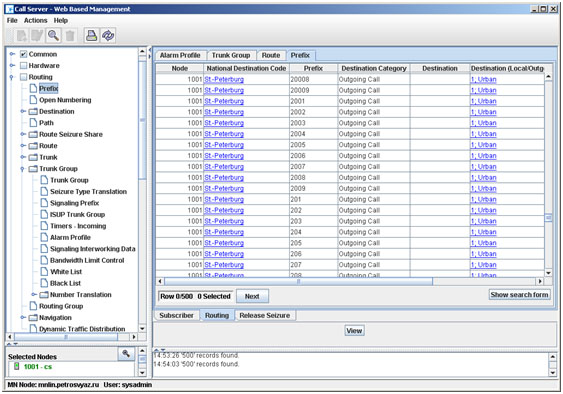 Call Server - Web Based Management
File Actions Help
Common
Hardware
Routing
Prefix
Open Numbering
Destination
Path
Route Seizure Share
Route
Trunk
Trunk Group
Trunk Group
Seizure Type Translation
Signaling Prefix
ISUP Trunk Group
Timers - Incoming
Alarm Profile
Signaling Interworking Data
Bandwidth Limit Control
White List
Black List
Number Translation
Routing Group
Navigation
Dynamic Traffic Distribution
Selected Nodes
1001 - cs
Alarm Profile Trunk Group Route Prefix
Node National Destination Code Prefix Destination Category Destination Destination (Local/Outg
1001 St.-Peterburg 20008 Outgoing Call 1; Urban
1001 St.-Peterburg 20009 Outgoing Call 1; Urban
1001 St.-Peterburg 2001 Outgoing Call 1; Urban
1001 St.-Peterburg 2002 Outgoing Call 1; Urban
1001 St.-Peterburg 2003 Outgoing Call 1; Urban
1001 St.-Peterburg 2004 Outgoing Call 1; Urban
1001 St.-Peterburg 2005 Outgoing Call 1; Urban
1001 St.-Peterburg 2006 Outgoing Call 1; Urban
1001 St.-Peterburg 2007 Outgoing Call 1; Urban
1001 St.-Peterburg 2008 Outgoing Call 1; Urban
1001 St.-Peterburg 2009 Outgoing Call 1; Urban
1001 St.-Peterburg 201 Outgoing Call 1; Urban
1001 St.-Peterburg 202 Outgoing Call 1; Urban
1001 St.-Peterburg 203 Outgoing Call 1; Urban
1001 St.-Peterburg 204 Outgoing Call 1; Urban
1001 St.-Peterburg 205 Outgoing Call 1; Urban
1001 St.-Peterburg 206 Outgoing Call 1; Urban
1001 St.-Peterburg 207 Outgoing Call 1; Urban
1001 St.-Peterburg 208 Outgoing Call 1; Urban
Row 0/500 0 Selected Next Show search form
Subscriber Routing Release Seizure
View
14:53:26 '500' records found.
14:54:03 '500' records found.
MN Node: mnlin.petrosvyaz.ru User: sysadmin